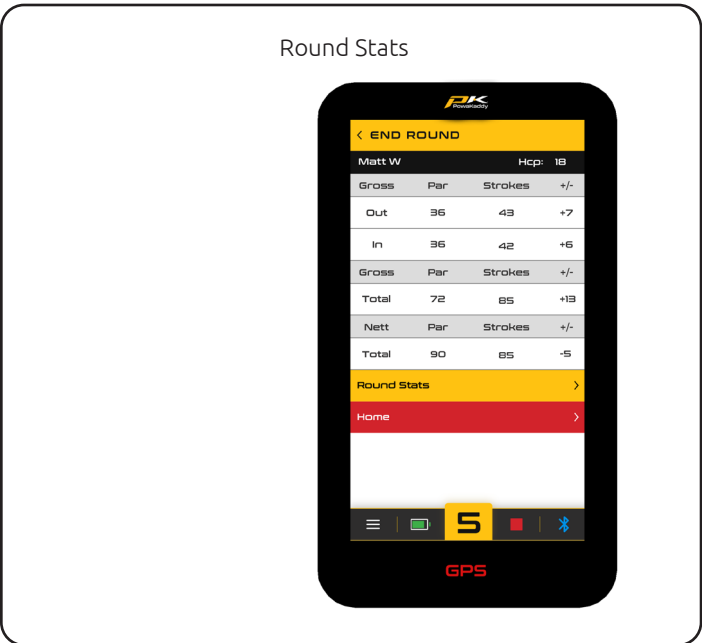 Round Stats
PK
PowaKaddy
< END ROUND
Matt W Hcp: 18
Gross Par Strokes +/-
Out 36 43 +7
In 36 42 +6
Gross Par Strokes +/-
Total 72 85 +13
Nett Par Strokes +/-
Total 90 85 -5
Round Stats >
Home >
5
GPS